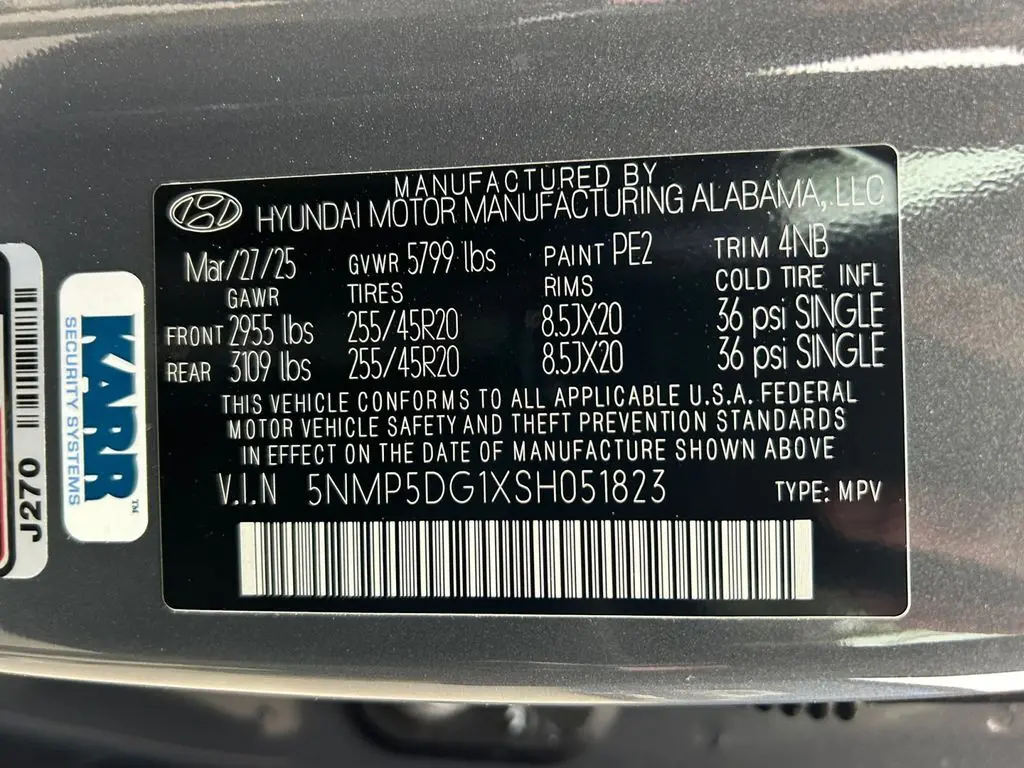 MANUFACTURED BY
HYUNDAI MOTOR MANUFACTURING ALABAMA, LLC
Mar/27/25 GVWR 5799 lbs PAINT PE2 TRIM 4NB
GAWR TIRES RIMS COLD TIRE INFL
FRONT 2955 lbs 255/45R20 8.5JX20 36 psi SINGLE
REAR 3109 lbs 255/45R20 8.5JX20 36 psi SINGLE
THIS VEHICLE CONFORMS TO ALL APPLICABLE U.S.A. FEDERAL
MOTOR VEHICLE SAFETY AND THEFT PREVENTION STANDARDS
IN EFFECT ON THE DATE OF MANUFACTURE SHOWN ABOVE
V.I.N 5NMP5DG1XSH051823 TYPE: MPV
KARR™
SECURITY SYSTEMS
J270